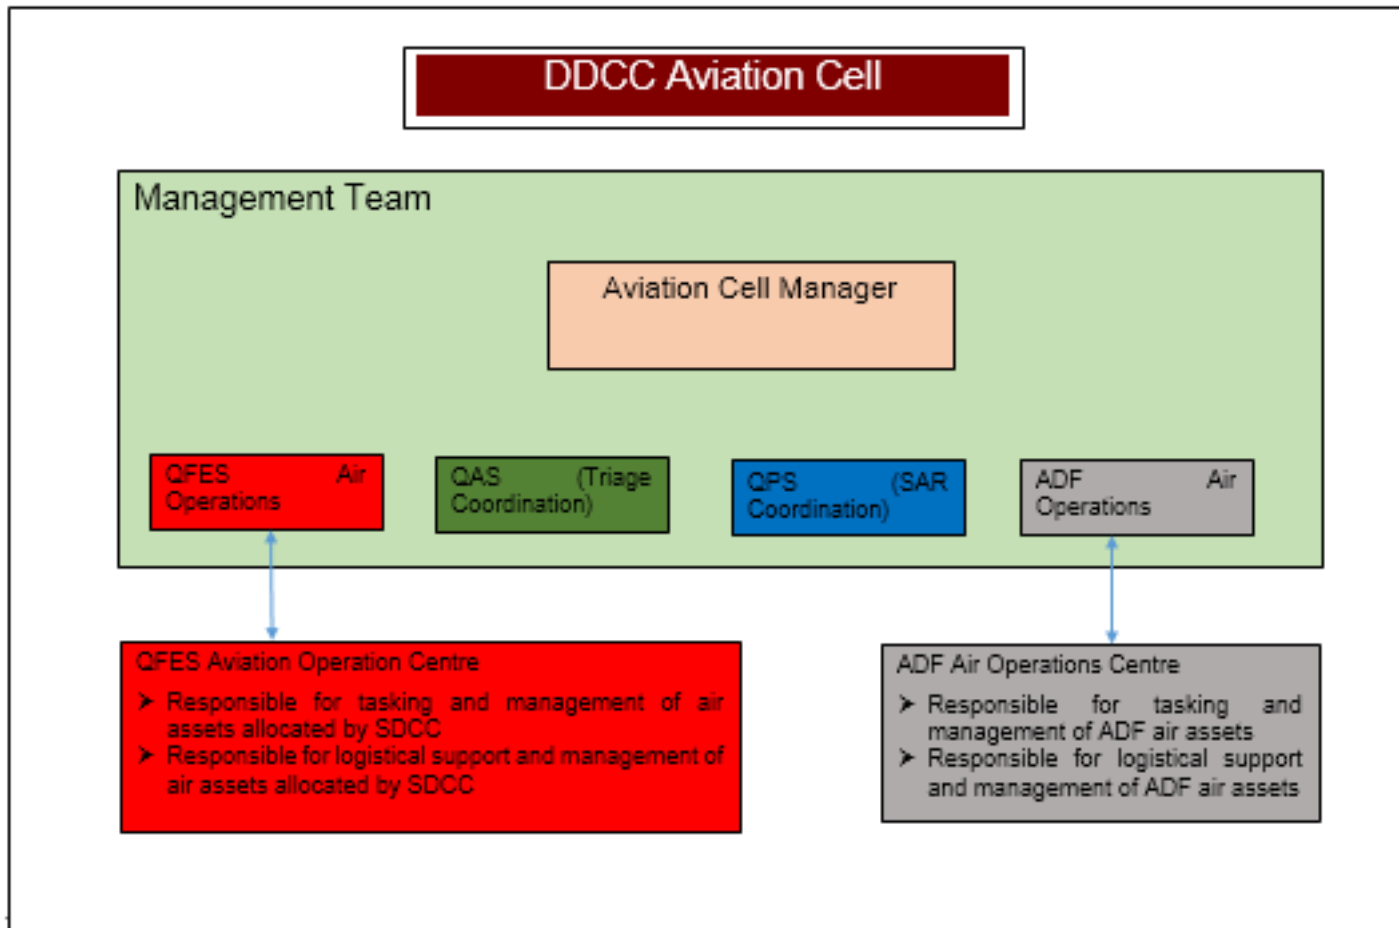 DDCC Aviation Cell
Management Team
Aviation Cell Manager
QFES Air
Operations
QAS (Triage
Coordination)
QPS (SAR
Coordination)
ADF Air
Operations
QFES Aviation Operation Centre
➤ Responsible for tasking and management of air
assets allocated by SDCC
➤ Responsible for logistical support and management of
air assets allocated by SDCC
ADF Air Operations Centre
➤ Responsible for tasking and
management of ADF air assets
➤ Responsible for logistical support
and management of ADF air assets